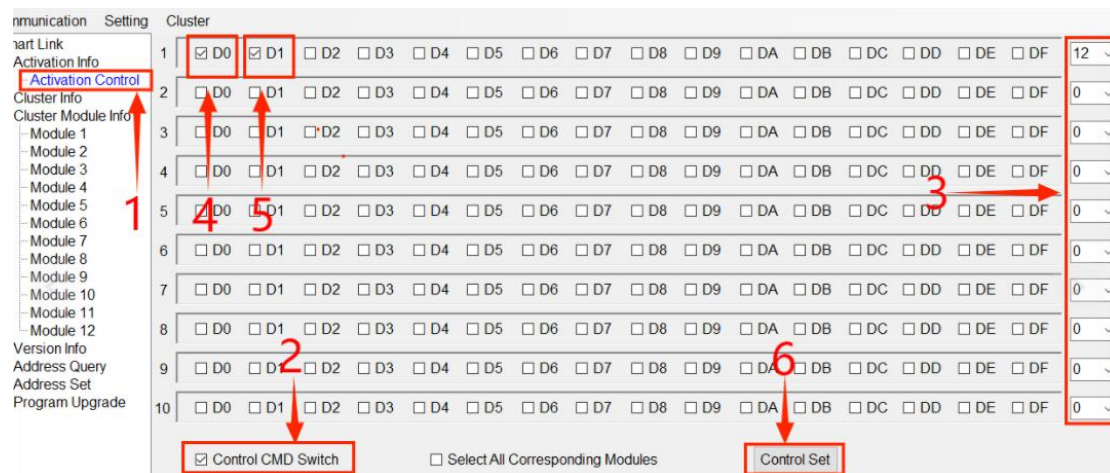 nmunication Setting Cluster
nart Link
Activation Info
Activation Control
Cluster Info
Cluster Module Info
Module 1
Module 2
Module 3
Module 4
Module 5
Module 6
Module 7
Module 8
Module 9
Module 10
Module 11
Module 12
Version Info
Address Query
Address Set
Program Upgrade
1 D0 D1 D2 D3 D4 D5 D6 D7 D8 D9 DA DB DC DD DE DF 12
2 D0 D1 D2 D3 D4 D5 D6 D7 D8 D9 DA DB DC DD DE DF 0
3 D0 D1 D2 D3 D4 D5 D6 D7 D8 D9 DA DB DC DD DE DF 0
4 D0 D1 D2 D3 D4 D5 D6 D7 D8 D9 DA DB DC DD DE DF 0
5 D0 D1 D2 D3 D4 D5 D6 D7 D8 D9 DA DB DC DD DE DF 0
6 D0 D1 D2 D3 D4 D5 D6 D7 D8 D9 DA DB DC DD DE DF 0
7 D0 D1 D2 D3 D4 D5 D6 D7 D8 D9 DA DB DC DD DE DF 0
8 D0 D1 D2 D3 D4 D5 D6 D7 D8 D9 DA DB DC DD DE DF 0
9 D0 D1 D2 D3 D4 D5 D6 D7 D8 D9 DA DB DC DD DE DF 0
10 D0 D1 D2 D3 D4 D5 D6 D7 D8 D9 DA DB DC DD DE DF 0
Control CMD Switch Select All Corresponding Modules Control Set
1
4
5
3
2
6